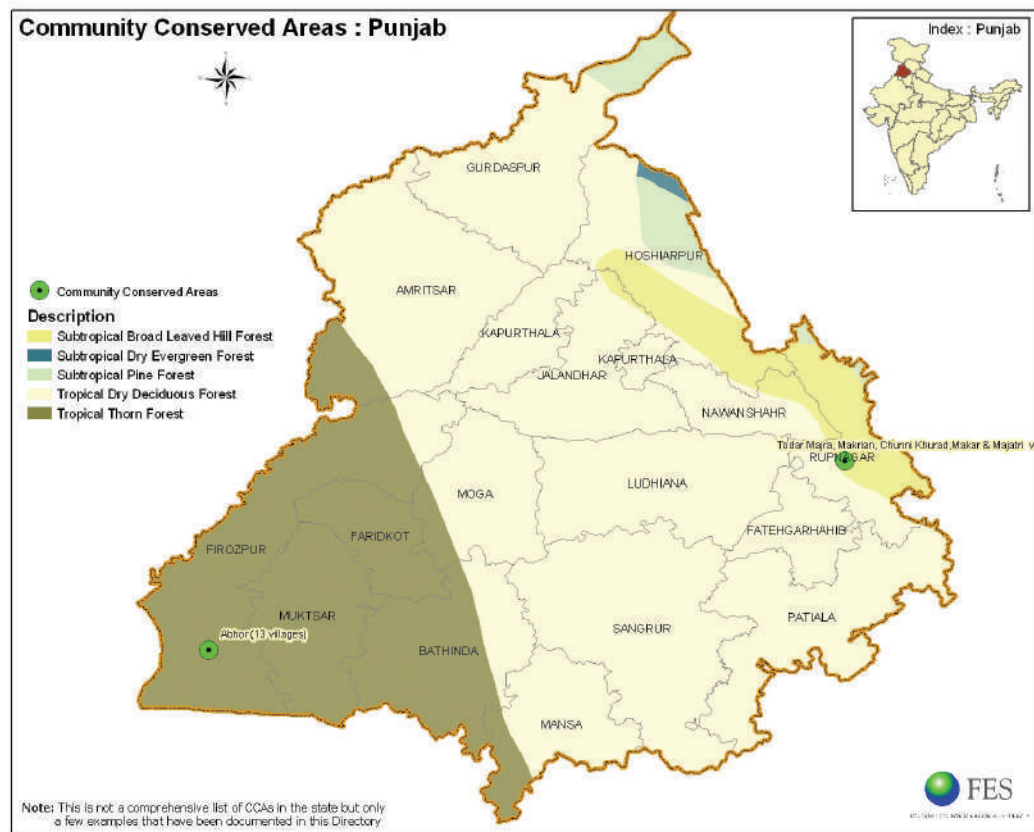 Community Conserved Areas : Punjab
Index : Punjab
GURDASPUR
HOSHIARPUR
AMRITSAR
Community Conserved Areas
Description
Subtropical Broad Leaved Hill Forest
Subtropical Dry Evergreen Forest
Subtropical Pine Forest
Tropical Dry Deciduous Forest
Tropical Thorn Forest
KAPURTHALA
KAPURTHALA
JALANDHAR
NAWANSHAHR
Todar Majra, Makrian, Chunni Khurad,Makar & Majatri v
RUPNAGAR
LUDHIANA
MOGA
FATEHGARHAHIB
FARIDKOT
FIROZPUR
MUKTSAR
PATIALA
SANGRUR
Abhor (13 villages)
BATHINDA
MANSA
Note: This is not a comprehensive list of CCAs in the state but only
a few examples that have been documented in this Directory
FES